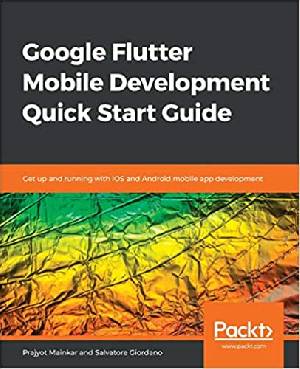 Google Flutter
Mobile Development
Quick Start Guide
Get up and running with iOS and Android mobile app development
Packt>
www.packt.com
Prajyot Mainkar and Salvatore Giordano